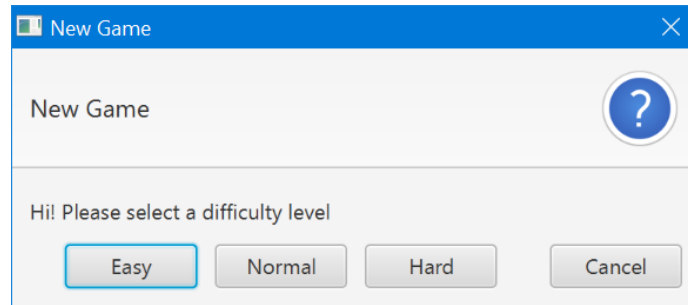 New Game
New Game
?
Hi! Please select a difficulty level
Easy Normal Hard Cancel